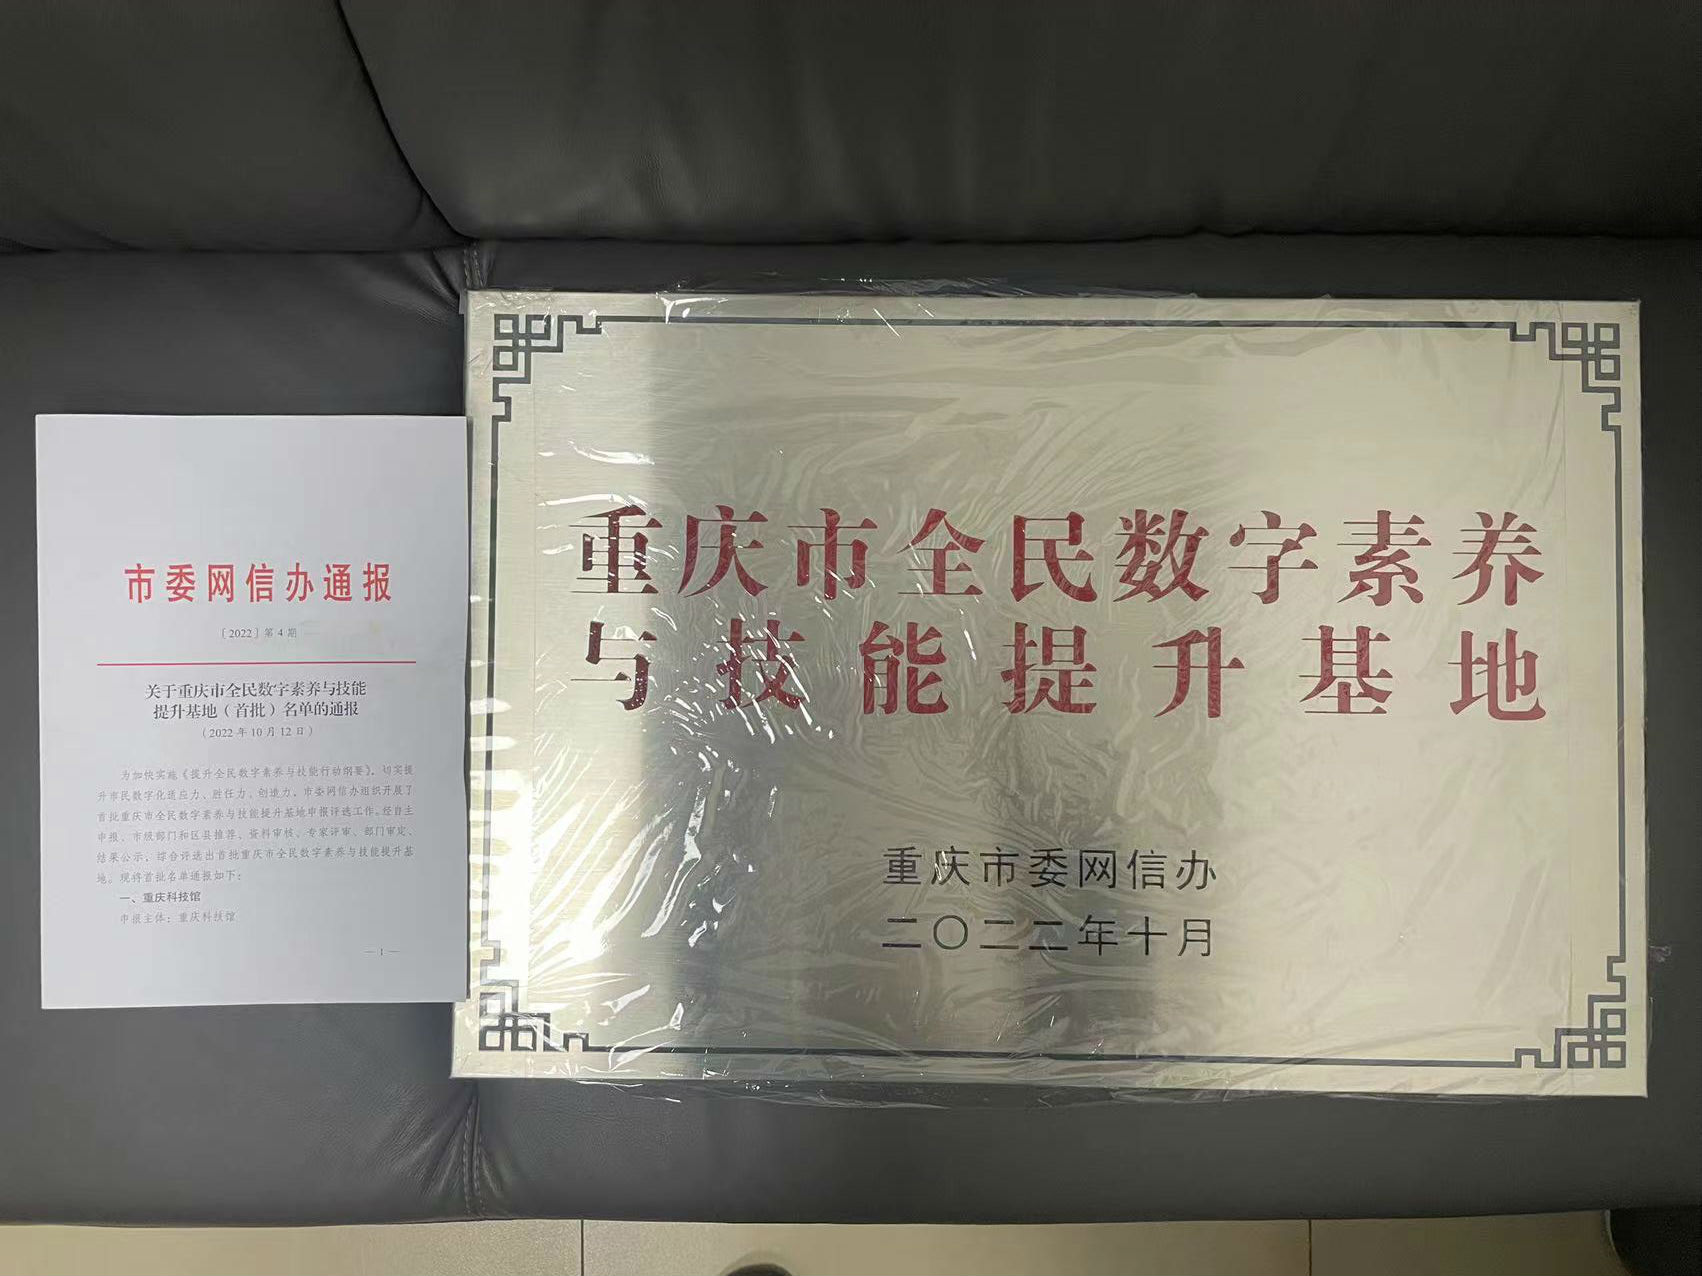 市委网信办通报
〔2022〕第 4 期
关于重庆市全民数字素养与技能
提升基地（首批）名单的通报
（2022 年 10 月 12 日）
为加快实施《提升全民数字素养与技能行动纲要》，切实提
升市民数字化适应力、胜任力、创造力，市委网信办组织开展了
首批重庆市全民数字素养与技能提升基地申报评选工作。经自主
申报、市级部门和区县推荐、资料审核、专家评审、部门审定、
结果公示，综合评选出首批重庆市全民数字素养与技能提升基
地。现将首批名单通报如下：
一、重庆科技馆
申报主体：重庆科技馆
— 1 —
重庆市全民数字素养
与技能提升基地
重庆市委网信办
二〇二二年十月